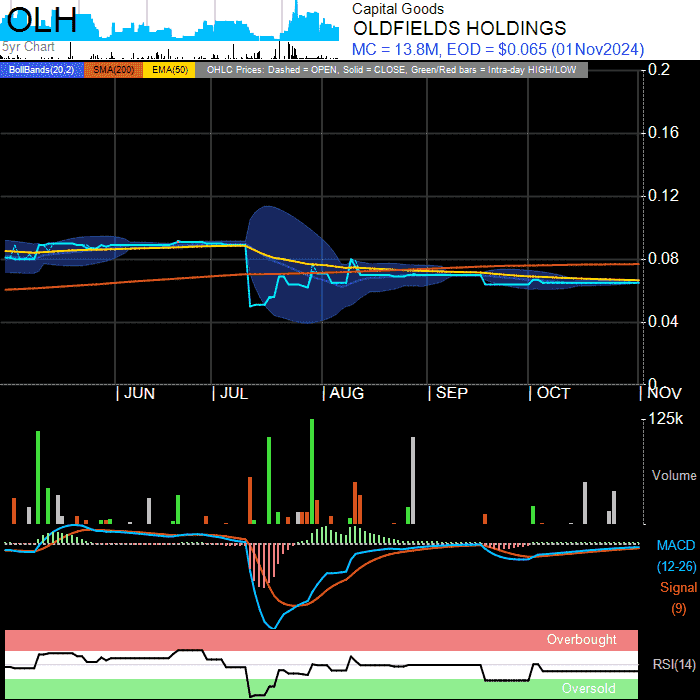 OLH
5yr Chart
Capital Goods
OLDFIELDS HOLDINGS
MC = 13.8M, EOD = $0.065 (01Nov2024)
BollBands(20,2) SMA(200) EMA(50) OHLC Prices: Dashed = OPEN, Solid = CLOSE, Green/Red bars = Intra-day HIGH/LOW
0.2
0.16
0.12
0.08
0.04
0
JUN JUL AUG SEP OCT NOV
125k
Volume
MACD
(12-26)
Signal
(9)
Overbought
RSI(14)
Oversold